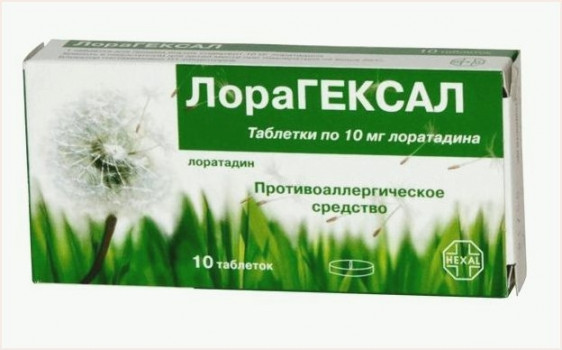 10 таблеток
ЛораГЕКСАЛ
Таблетки по 10 мг лоратадина
лоратадин
Противоаллергическое
средство
10 таблеток
HEXAL